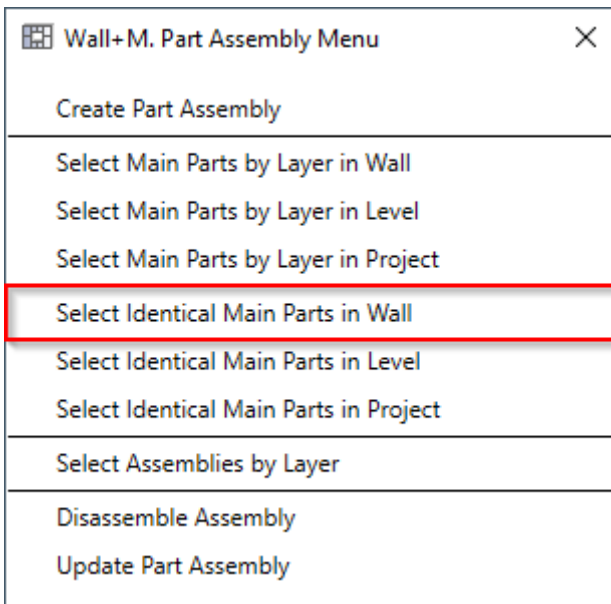 Wall+M. Part Assembly Menu
Create Part Assembly
Select Main Parts by Layer in Wall
Select Main Parts by Layer in Level
Select Main Parts by Layer in Project
Select Identical Main Parts in Wall
Select Identical Main Parts in Level
Select Identical Main Parts in Project
Select Assemblies by Layer
Disassemble Assembly
Update Part Assembly